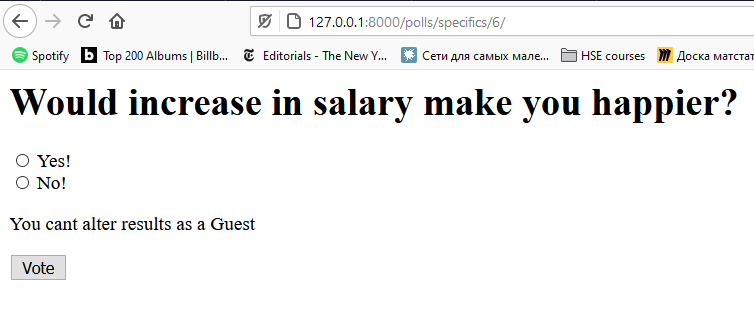 127.0.0.1:8000/polls/specifics/6/
Spotify b Top 200 Albums | Billb... T Editorials - The New Y... Сети для самых мале... HSE courses Доска матстат
Would increase in salary make you happier?
Yes!
No!
You cant alter results as a Guest
Vote